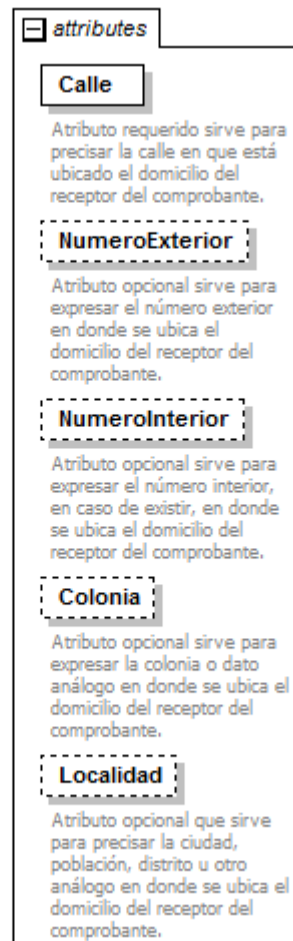 attributes
Calle
Atributo requerido sirve para
precisar la calle en que está
ubicado el domicilio del
receptor del comprobante.
NumeroExterior
Atributo opcional sirve para
expresar el número exterior
en donde se ubica el
domicilio del receptor del
comprobante.
NumeroInterior
Atributo opcional sirve para
expresar el número interior,
en caso de existir, en donde
se ubica el domicilio del
receptor del comprobante.
Colonia
Atributo opcional sirve para
expresar la colonia o dato
análogo en donde se ubica el
domicilio del receptor del
comprobante.
Localidad
Atributo opcional que sirve
para precisar la ciudad,
población, distrito u otro
análogo en donde se ubica el
domicilio del receptor del
comprobante.